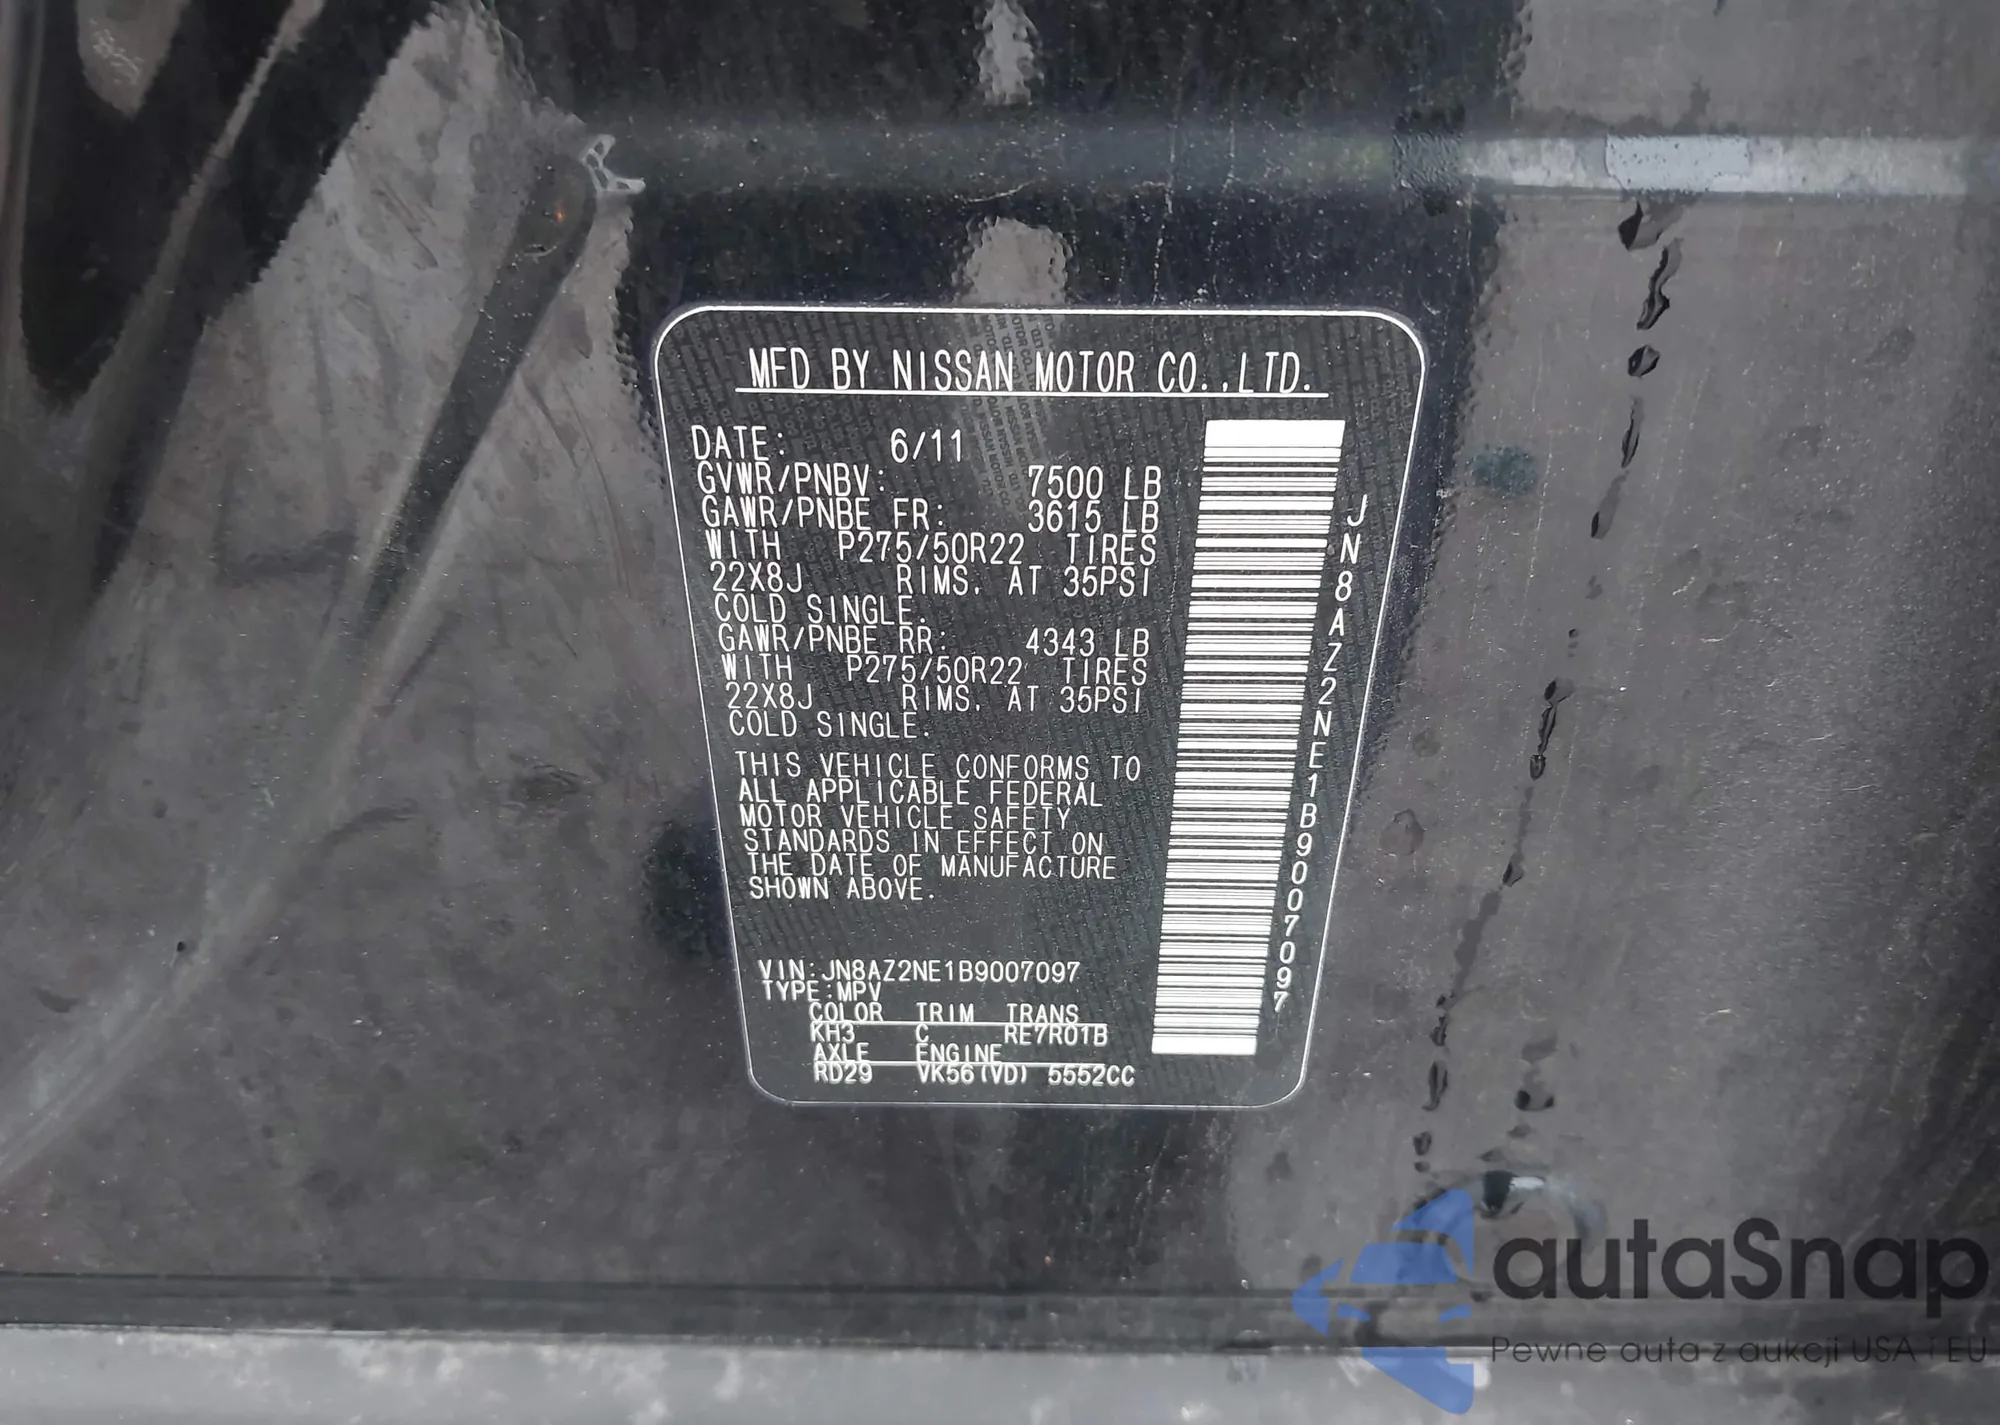 MFD BY NISSAN MOTOR CO.,LTD.
DATE: 6/11
GVWR/PNBV: 7500 LB
GAWR/PNBE FR: 3615 LB
WITH P275/50R22 TIRES
22X8J RIMS, AT 35PSI
COLD SINGLE.
GAWR/PNBE RR: 4343 LB
WITH P275/50R22 TIRES
22X8J RIMS, AT 35PSI
COLD SINGLE.
THIS VEHICLE CONFORMS TO
ALL APPLICABLE FEDERAL
MOTOR VEHICLE SAFETY
STANDARDS IN EFFECT ON
THE DATE OF MANUFACTURE
SHOWN ABOVE.
VIN:JN8AZ2NE1B9007097
TYPE:MPV
COLOR TRIM TRANS
KH3 C RE7R01B
AXLE ENGINE
RD29 VK56(VD) 5552CC
JN8AZ2NE1B9007097
autaSnap
Pewne auta z aukcji USA i EU